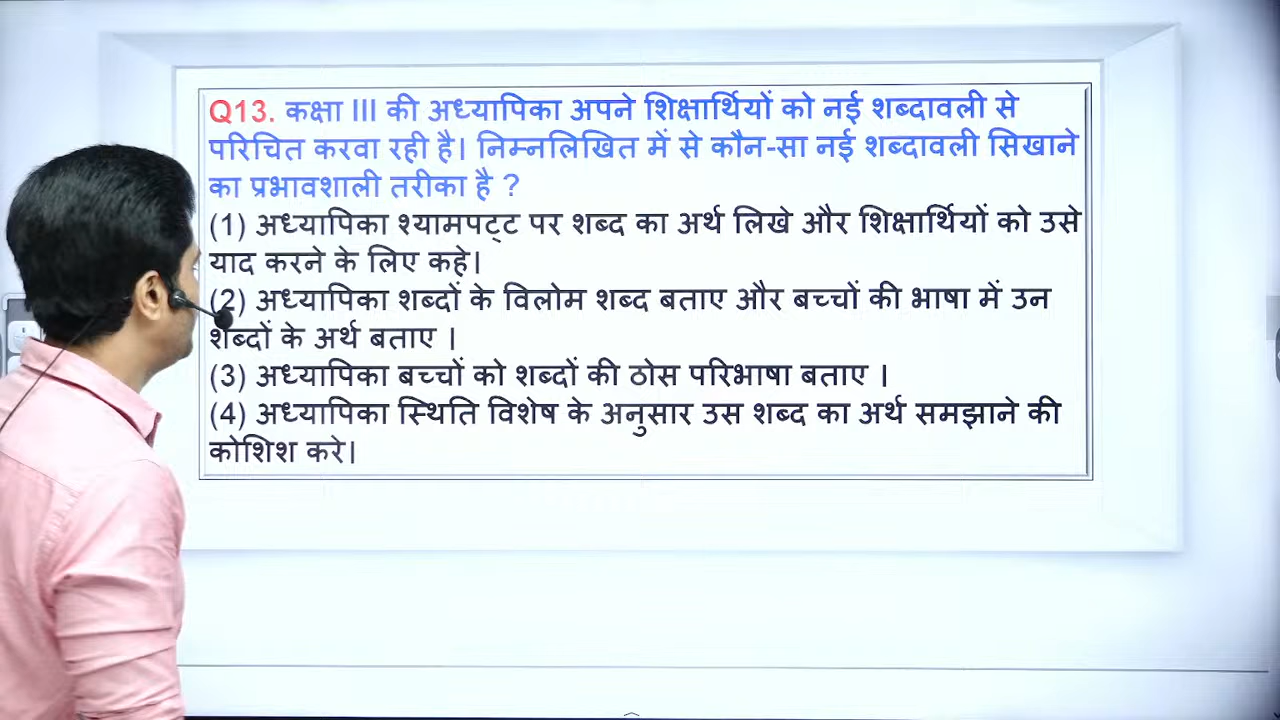 Q13. कक्षा III की अध्यापिका अपने शिक्षार्थियों को नई शब्दावली से
परिचित करवा रही है। निम्नलिखित में से कौन-सा नई शब्दावली सिखाने
का प्रभावशाली तरीका है ?
(1) अध्यापिका श्यामपट्ट पर शब्द का अर्थ लिखे और शिक्षार्थियों को उसे
याद करने के लिए कहे।
(2) अध्यापिका शब्दों के विलोम शब्द बताए और बच्चों की भाषा में उन
शब्दों के अर्थ बताए ।
(3) अध्यापिका बच्चों को शब्दों की ठोस परिभाषा बताए ।
(4) अध्यापिका स्थिति विशेष के अनुसार उस शब्द का अर्थ समझाने की
कोशिश करे।